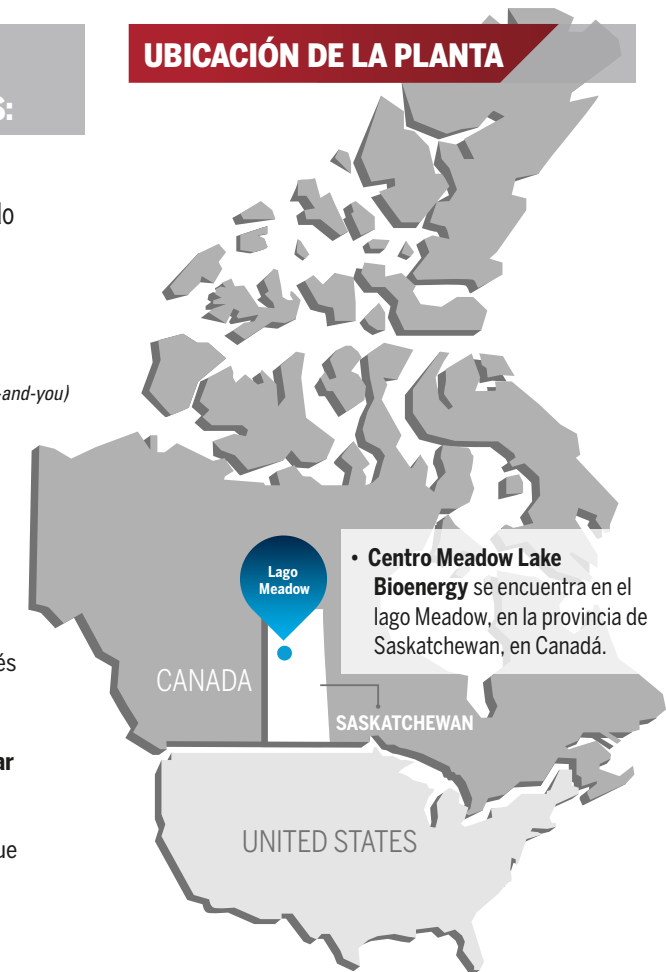 S:
lo
-and-you)
és
ar
ue
UBICACIÓN DE LA PLANTA
Lago
Meadow
• Centro Meadow Lake
Bioenergy se encuentra en el
lago Meadow, en la provincia de
Saskatchewan, en Canadá.
CANADA
SASKATCHEWAN
UNITED STATES